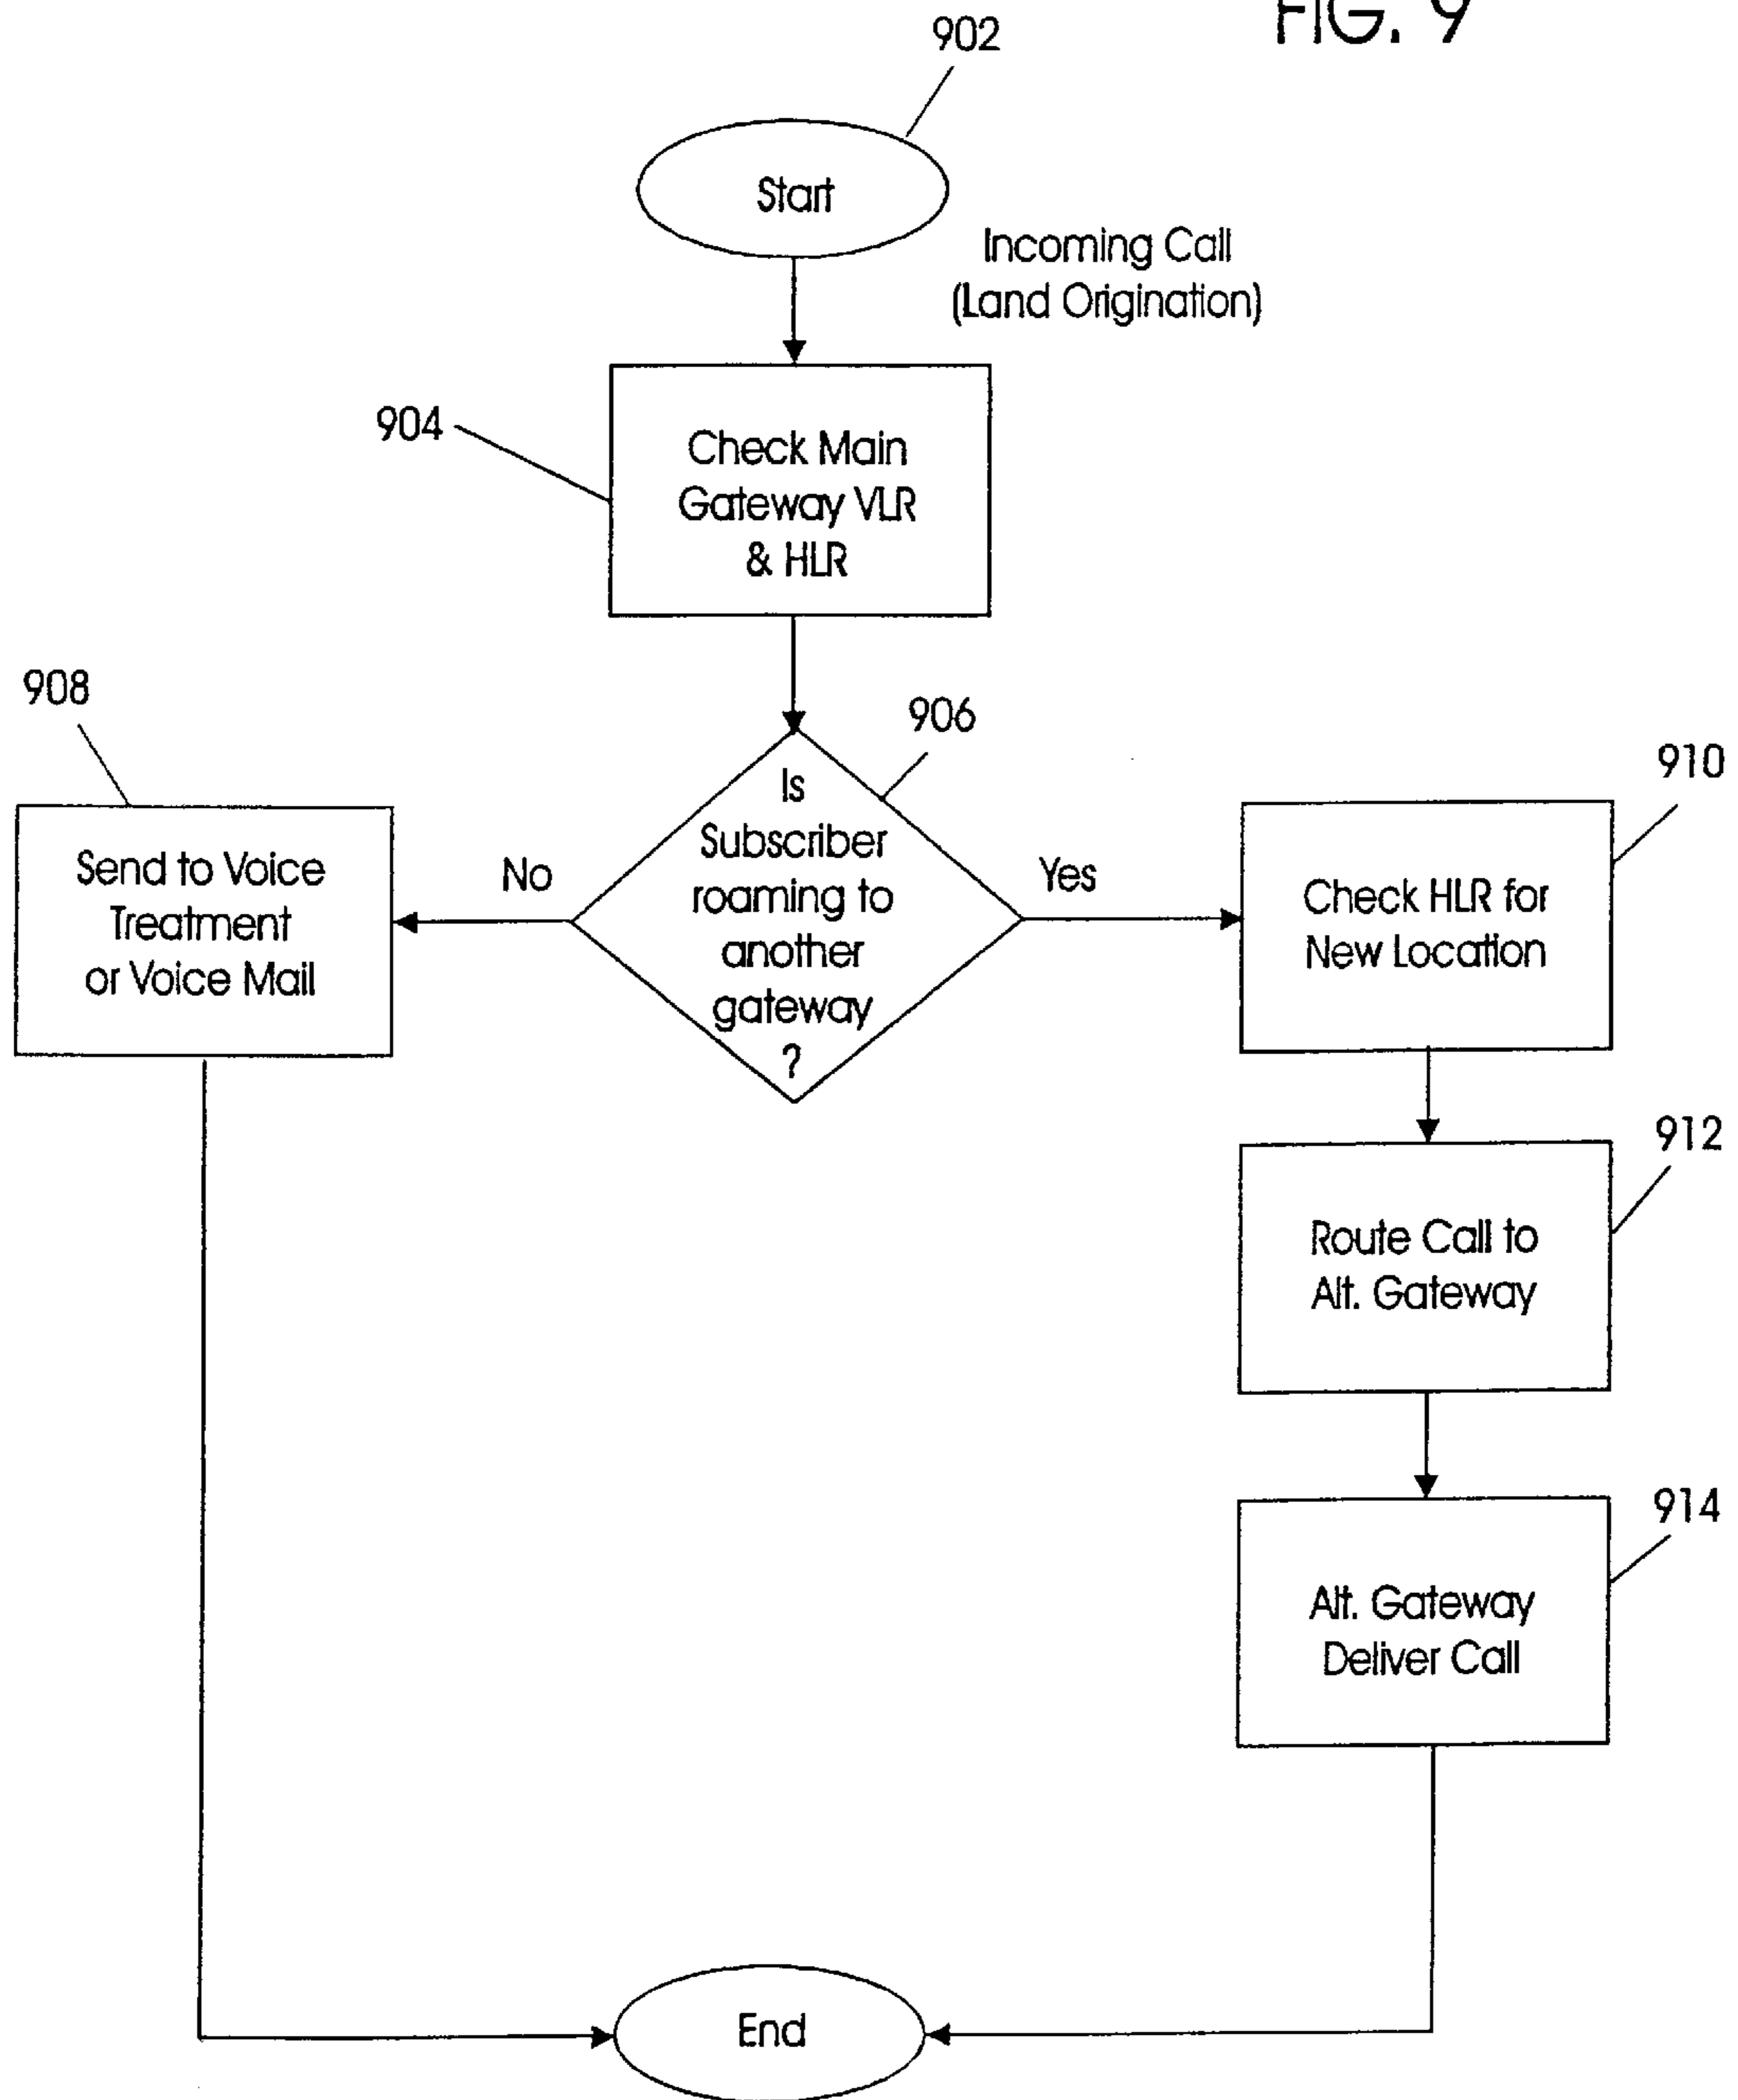 FIG. 9
902
Start
Incoming Call
(Land Origination)
904
Check Main
Gateway VLR
& HLR
908
906
910
Send to Voice
Treatment
or Voice Mail
No
Is
Subscriber
roaming to
another
gateway
?
Yes
Check HLR for
New Location
912
Route Call to
Alt. Gateway
914
Alt. Gateway
Deliver Call
End